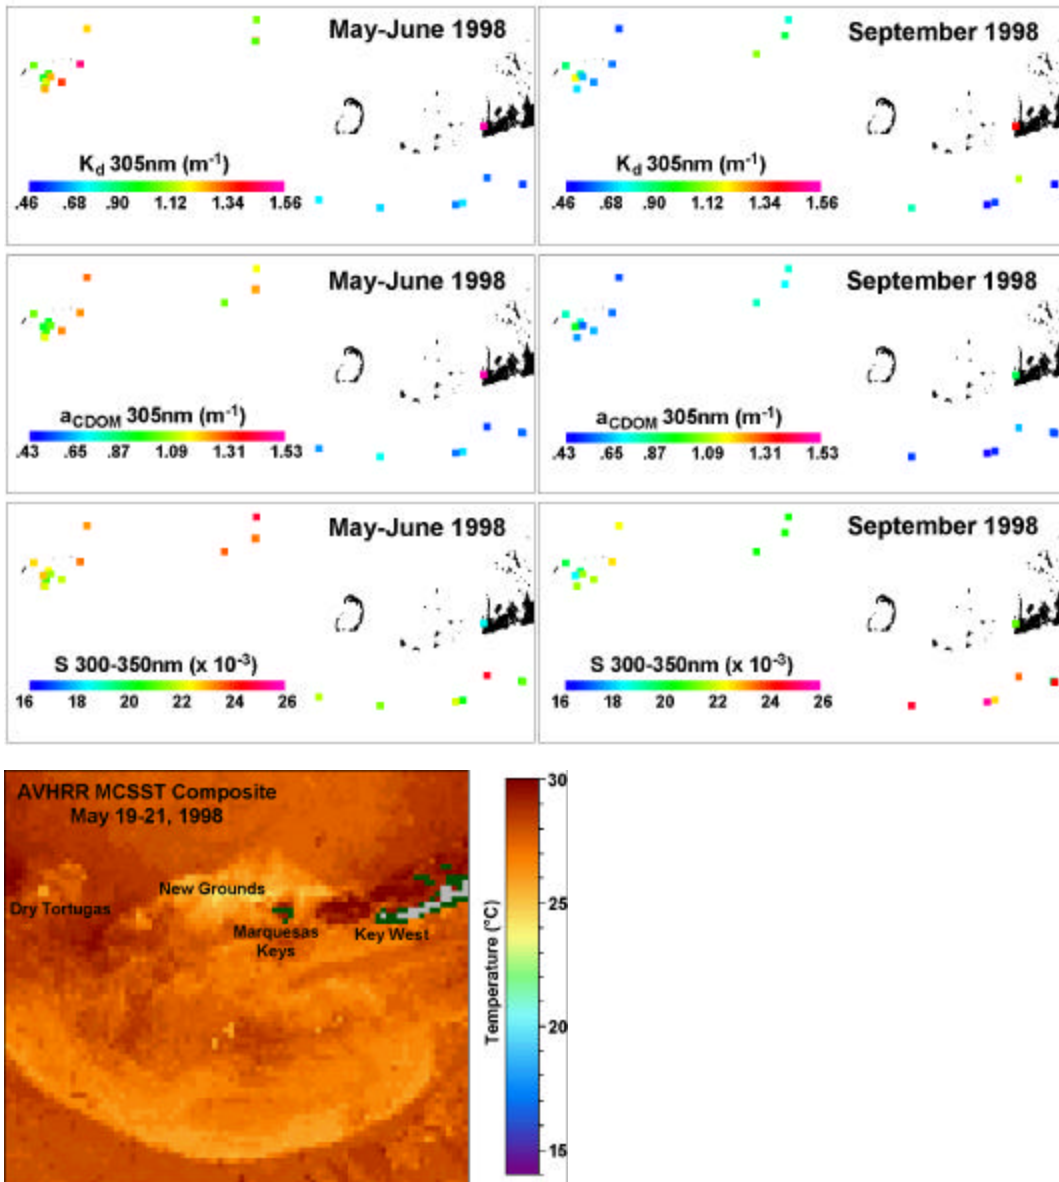 May-June 1998
K_d 305nm (m⁻¹)
.46 .68 .90 1.12 1.34 1.56
September 1998
K_d 305nm (m⁻¹)
.46 .68 .90 1.12 1.34 1.56
May-June 1998
a_CDOM 305nm (m⁻¹)
.43 .65 .87 1.09 1.31 1.53
September 1998
a_CDOM 305nm (m⁻¹)
.43 .65 .87 1.09 1.31 1.53
May-June 1998
S 300-350nm (x 10⁻³)
16 18 20 22 24 26
September 1998
S 300-350nm (x 10⁻³)
16 18 20 22 24 26
AVHRR MCSST Composite
May 19-21, 1998
New Grounds
Dry Tortugas
Marquesas
Keys
Key West
Temperature (°C)
30
25
20
15